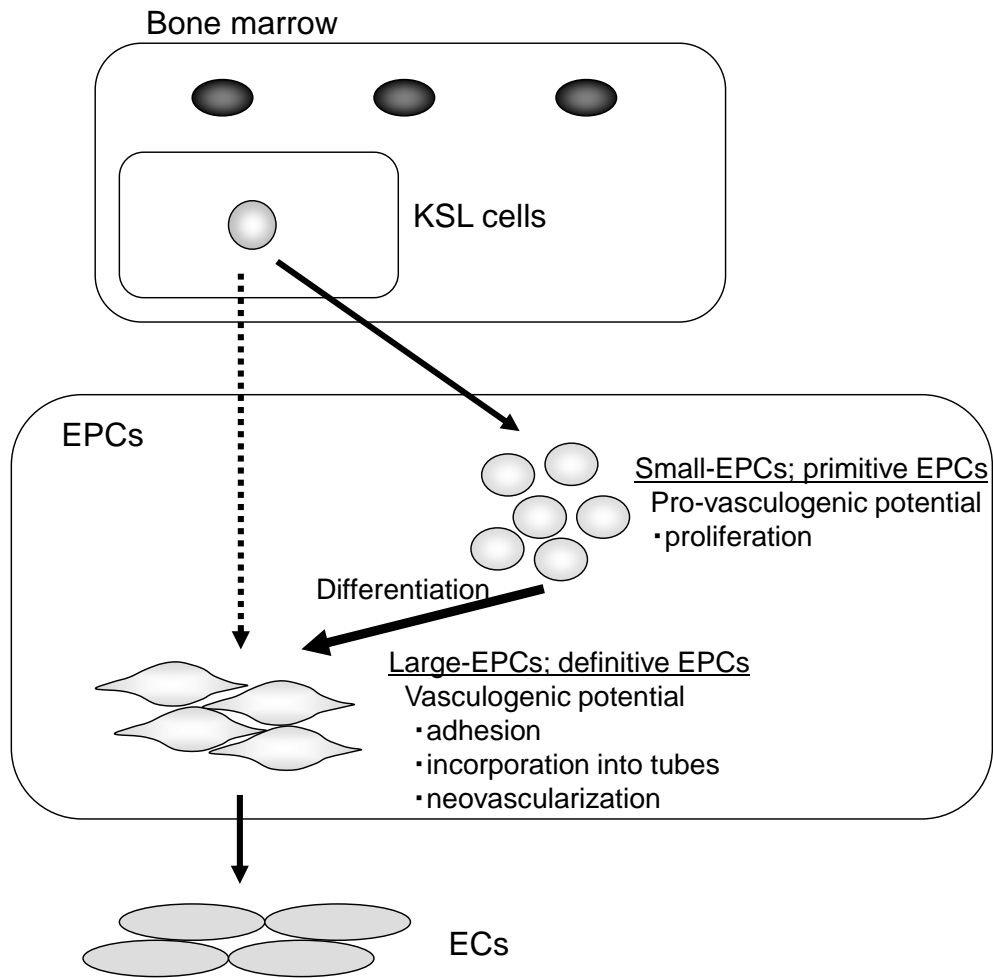 Bone marrow
KSL cells
EPCs
Small-EPCs; primitive EPCs
Pro-vasculogenic potential
・proliferation
Differentiation
Large-EPCs; definitive EPCs
Vasculogenic potential
・adhesion
・incorporation into tubes
・neovascularization
ECs